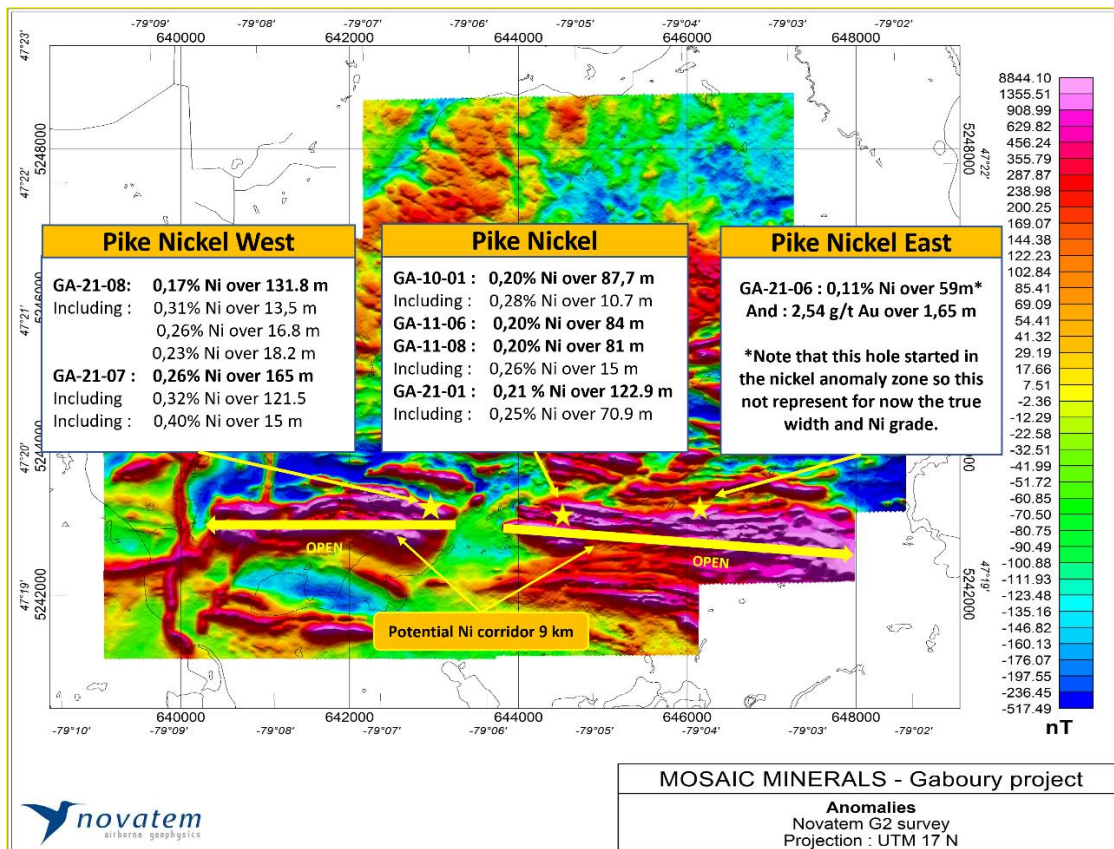 -79°09' -79°08' -79°07' -79°06' -79°05' -79°04' -79°03' -79°02'
640000 642000 644000 646000 648000
47°23'
5248000
47°22'
5248000
47°22'
8844.10
1355.51
908.99
629.82
456.24
355.79
287.87
238.98
200.25
169.07
144.38
122.23
102.84
85.41
69.09
54.41
41.32
29.19
17.66
7.51
-2.36
-12.29
-22.58
-32.51
-41.99
-51.72
-60.85
-70.50
-80.75
-90.49
-100.88
-111.93
-123.48
-135.16
-146.82
-160.13
-176.07
-197.55
-236.45
-517.49
nT
Pike Nickel West
GA-21-08: 0,17% Ni over 131.8 m
Including : 0,31% Ni over 13,5 m
0,26% Ni over 16.8 m
0,23% Ni over 18.2 m
GA-21-07: 0,26% Ni over 165 m
Including 0,32% Ni over 121.5
Including : 0,40% Ni over 15 m
Pike Nickel
GA-10-01 : 0,20% Ni over 87,7 m
Including : 0,28% Ni over 10.7 m
GA-11-06 : 0,20% Ni over 84 m
GA-11-08 : 0,20% Ni over 81 m
Including : 0,26% Ni over 15 m
GA-21-01 : 0,21 % Ni over 122.9 m
Including : 0,25% Ni over 70.9 m
Pike Nickel East
GA-21-06 : 0,11% Ni over 59m*
And : 2,54 g/t Au over 1,65 m
*Note that this hole started in
the nickel anomaly zone so this
not represent for now the true
width and Ni grade.
5246000
47°21'
47°20'
5244000
OPEN
OPEN
47°19'
5242000
47°19'
5242000
Potential Ni corridor 9 km
640000 642000 644000 646000 648000
-79°10' -79°09' -79°08' -79°07' -79°06' -79°05' -79°04' -79°03' -79°02'
novatem
airborne geophysics
MOSAIC MINERALS - Gaboury project
Anomalies
Novatem G2 survey
Projection : UTM 17 N